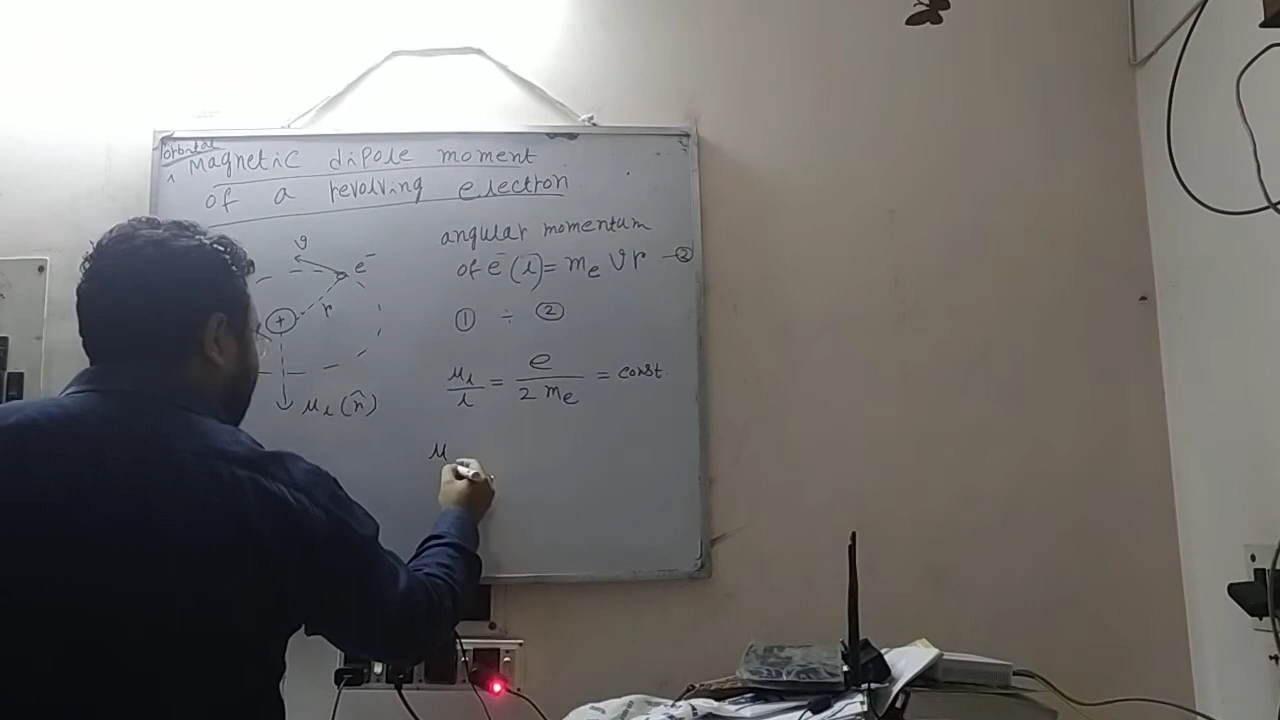 orbital
^ Magnetic dipole moment
of a revolving electron
ϑ
e⁻
r
+
μₗ (n̂)
angular momentum
of e⁻ (l) = mₑ ϑ r —②
① ÷ ②
μₗ/l = e/2mₑ = const
μ